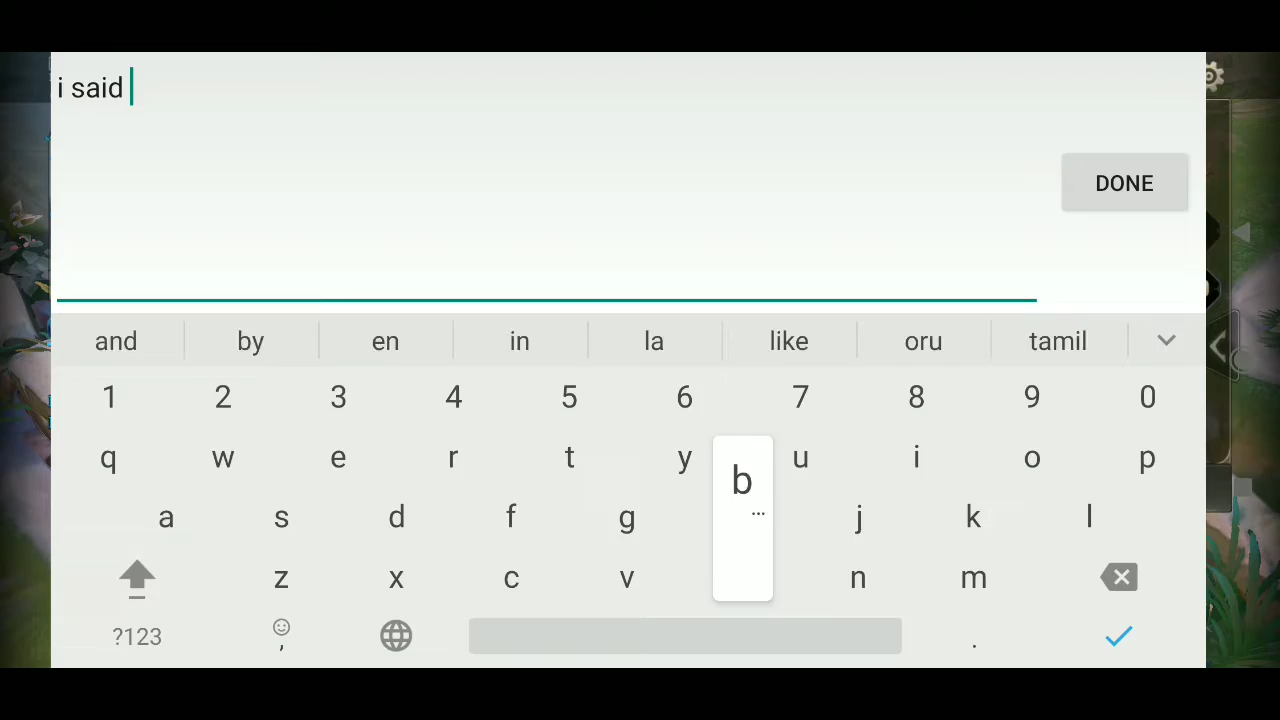 i said
DONE
and by en in la like oru tamil
1 2 3 4 5 6 7 8 9 0
q w e r t y u i o p
a s d f g j k l
z x c v b n m
?123 , .